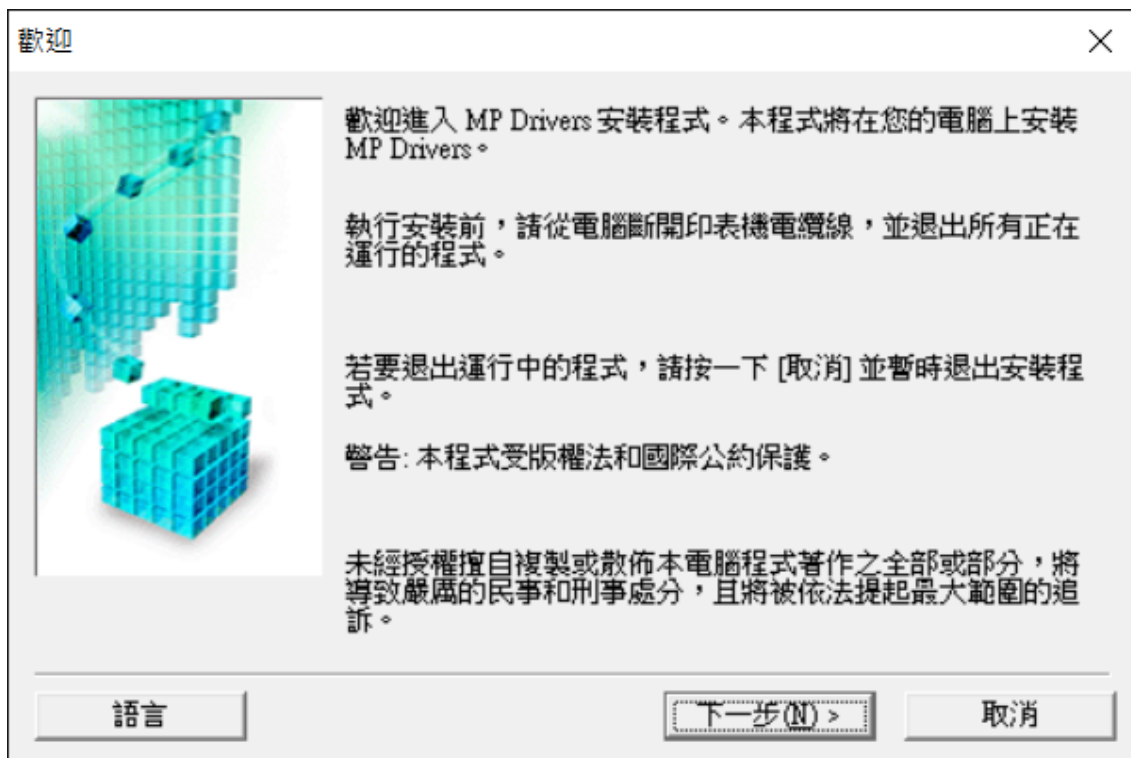 歡迎
歡迎進入 MP Drivers 安裝程式。本程式將在您的電腦上安裝
MP Drivers。
執行安裝前，請從電腦斷開印表機電纜線，並退出所有正在
運行的程式。
若要退出運行中的程式，請按一下 [取消] 並暫時退出安裝程
式。
警告: 本程式受版權法和國際公約保護。
未經授權擅自複製或散佈本電腦程式著作之全部或部分，將
導致嚴厲的民事和刑事處分，且將被依法提起最大範圍的追
訴。
語言
下一步(N) >
取消